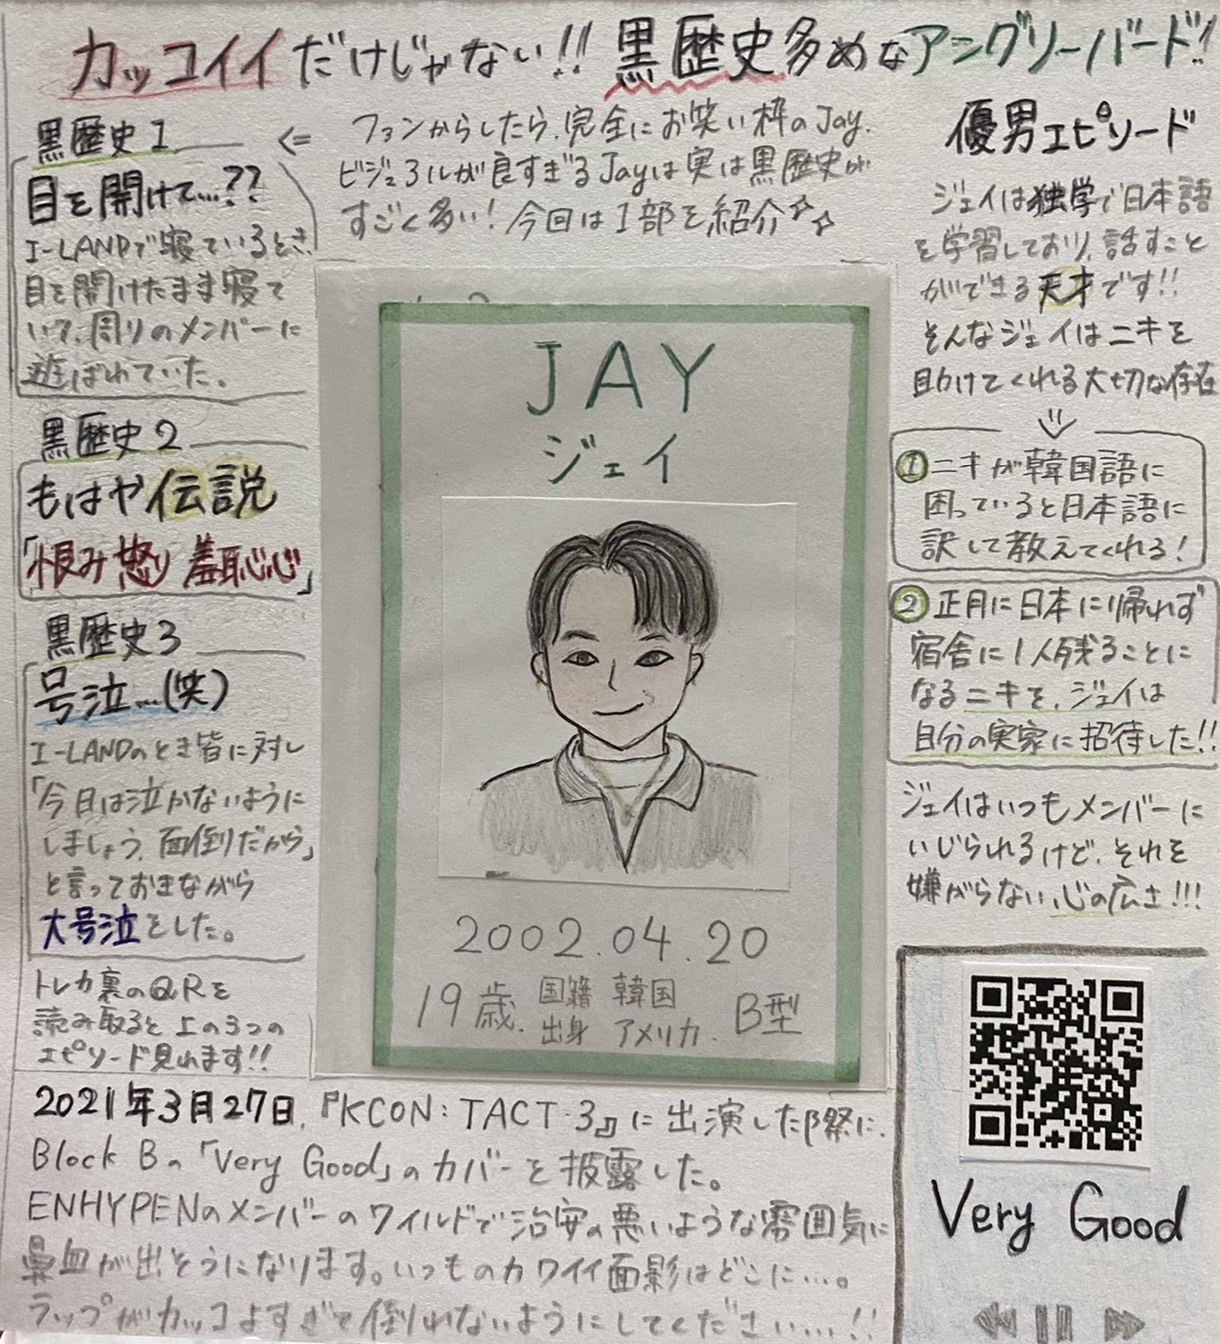 カッコイイだけじゃない!! 黒歴史多めなアングリーバード!!
黒歴史1
<= ファンからしたら、完全にお笑い枠のJay.
ビジュアルが良すぎるJayは実は黒歴史が
すごく多い!今回は1部を紹介☆☆
目を開けて...??
I-LANDで寝ているとき、
目を開けたまま寝て
いて、周りのメンバーに
遊ばれていた。
黒歴史2
もはや伝説
「恨み 怒り 羞恥心」
黒歴史3
号泣...(笑)
I-LANDのとき皆に対し
「今日は泣かないように
しましょう、面倒だから」
と言っておきながら
大号泣をした。
トレカ裏のQRを
読み取ると上の3つの
エピソード見れます!!
JAY
ジェイ
2002.04.20
19歳.
国籍 韓国
出身 アメリカ.
B型
優男エピソード
ジェイは独学で日本語
を学習しており、話すこと
ができる天才です!!
そんなジェイはニキを
助けてくれる大切な存在
①ニキが韓国語に
困っていると日本語に
訳して教えてくれる!
②正月に日本に帰れず
宿舎に1人残ることに
なるニキを、ジェイは
自分の実家に招待した!!
ジェイはいつもメンバーに
いじられるけど、それを
嫌がらない心の広さ!!!
2021年3月27日、『KCON:TACT 3』に出演した際に、
Block Bの「Very Good」のカバーを披露した。
ENHYPENのメンバーのワイルドで治安の悪いような雰囲気に
鼻血が出そうになります。いつものカワイイ面影はどこに...。
ラップがカッコよすぎて倒れないようにしてください...!!
Very Good